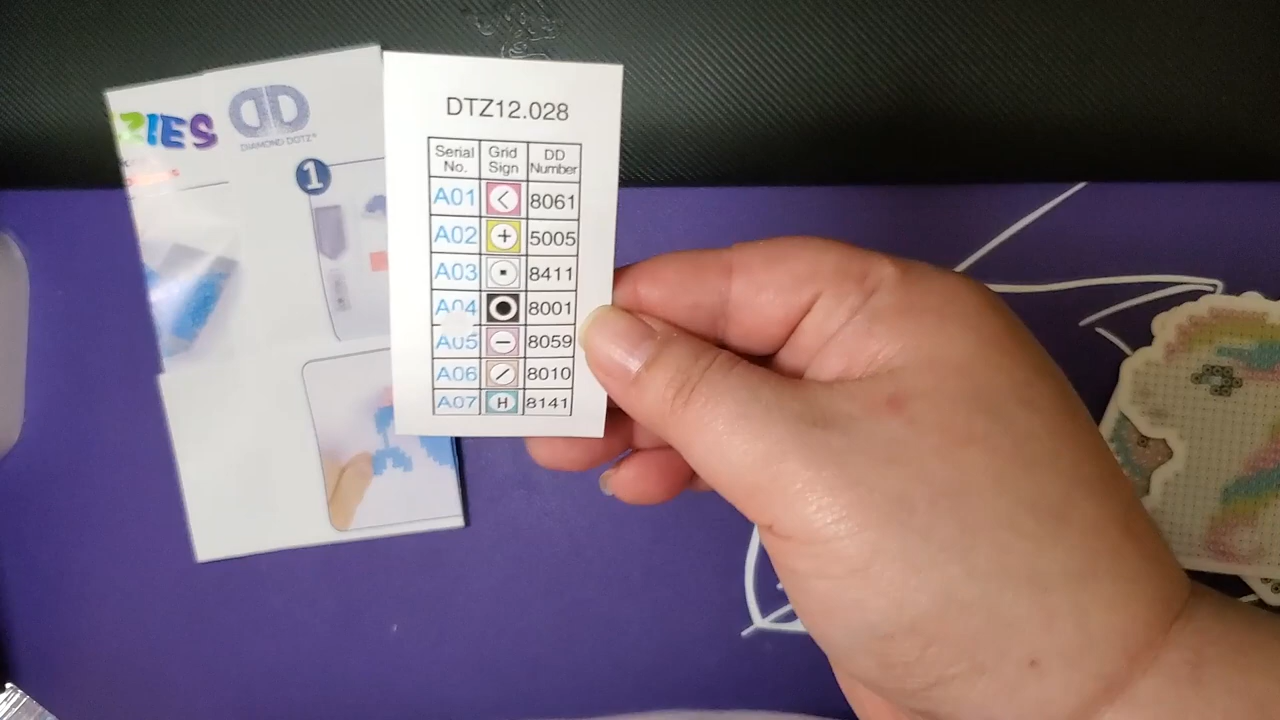 ZIES
DD
DIAMOND DOTZ
1
DTZ12.028
Serial No. Grid Sign DD Number
A01 < 8061
A02 + 5005
A03 ▪ 8411
A04 ● 8001
A05 − 8059
A06 / 8010
A07 H 8141